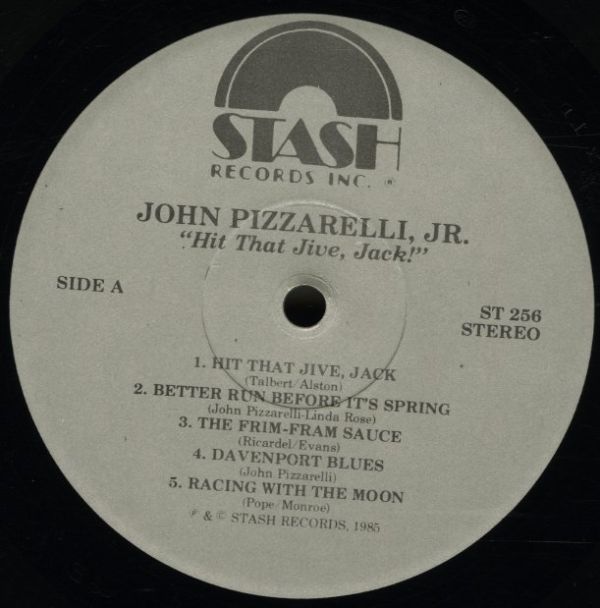 STASH
RECORDS INC. ®
JOHN PIZZARELLI, JR.
"Hit That Jive, Jack!"
SIDE A
ST 256
STEREO
1. HIT THAT JIVE, JACK
(Talbert/Alston)
2. BETTER RUN BEFORE IT'S SPRING
(John Pizzarelli-Linda Rose)
3. THE FRIM-FRAM SAUCE
(Ricardel/Evans)
4. DAVENPORT BLUES
(John Pizzarelli)
5. RACING WITH THE MOON
(Pope/Monroe)
℗ & © STASH RECORDS, 1985